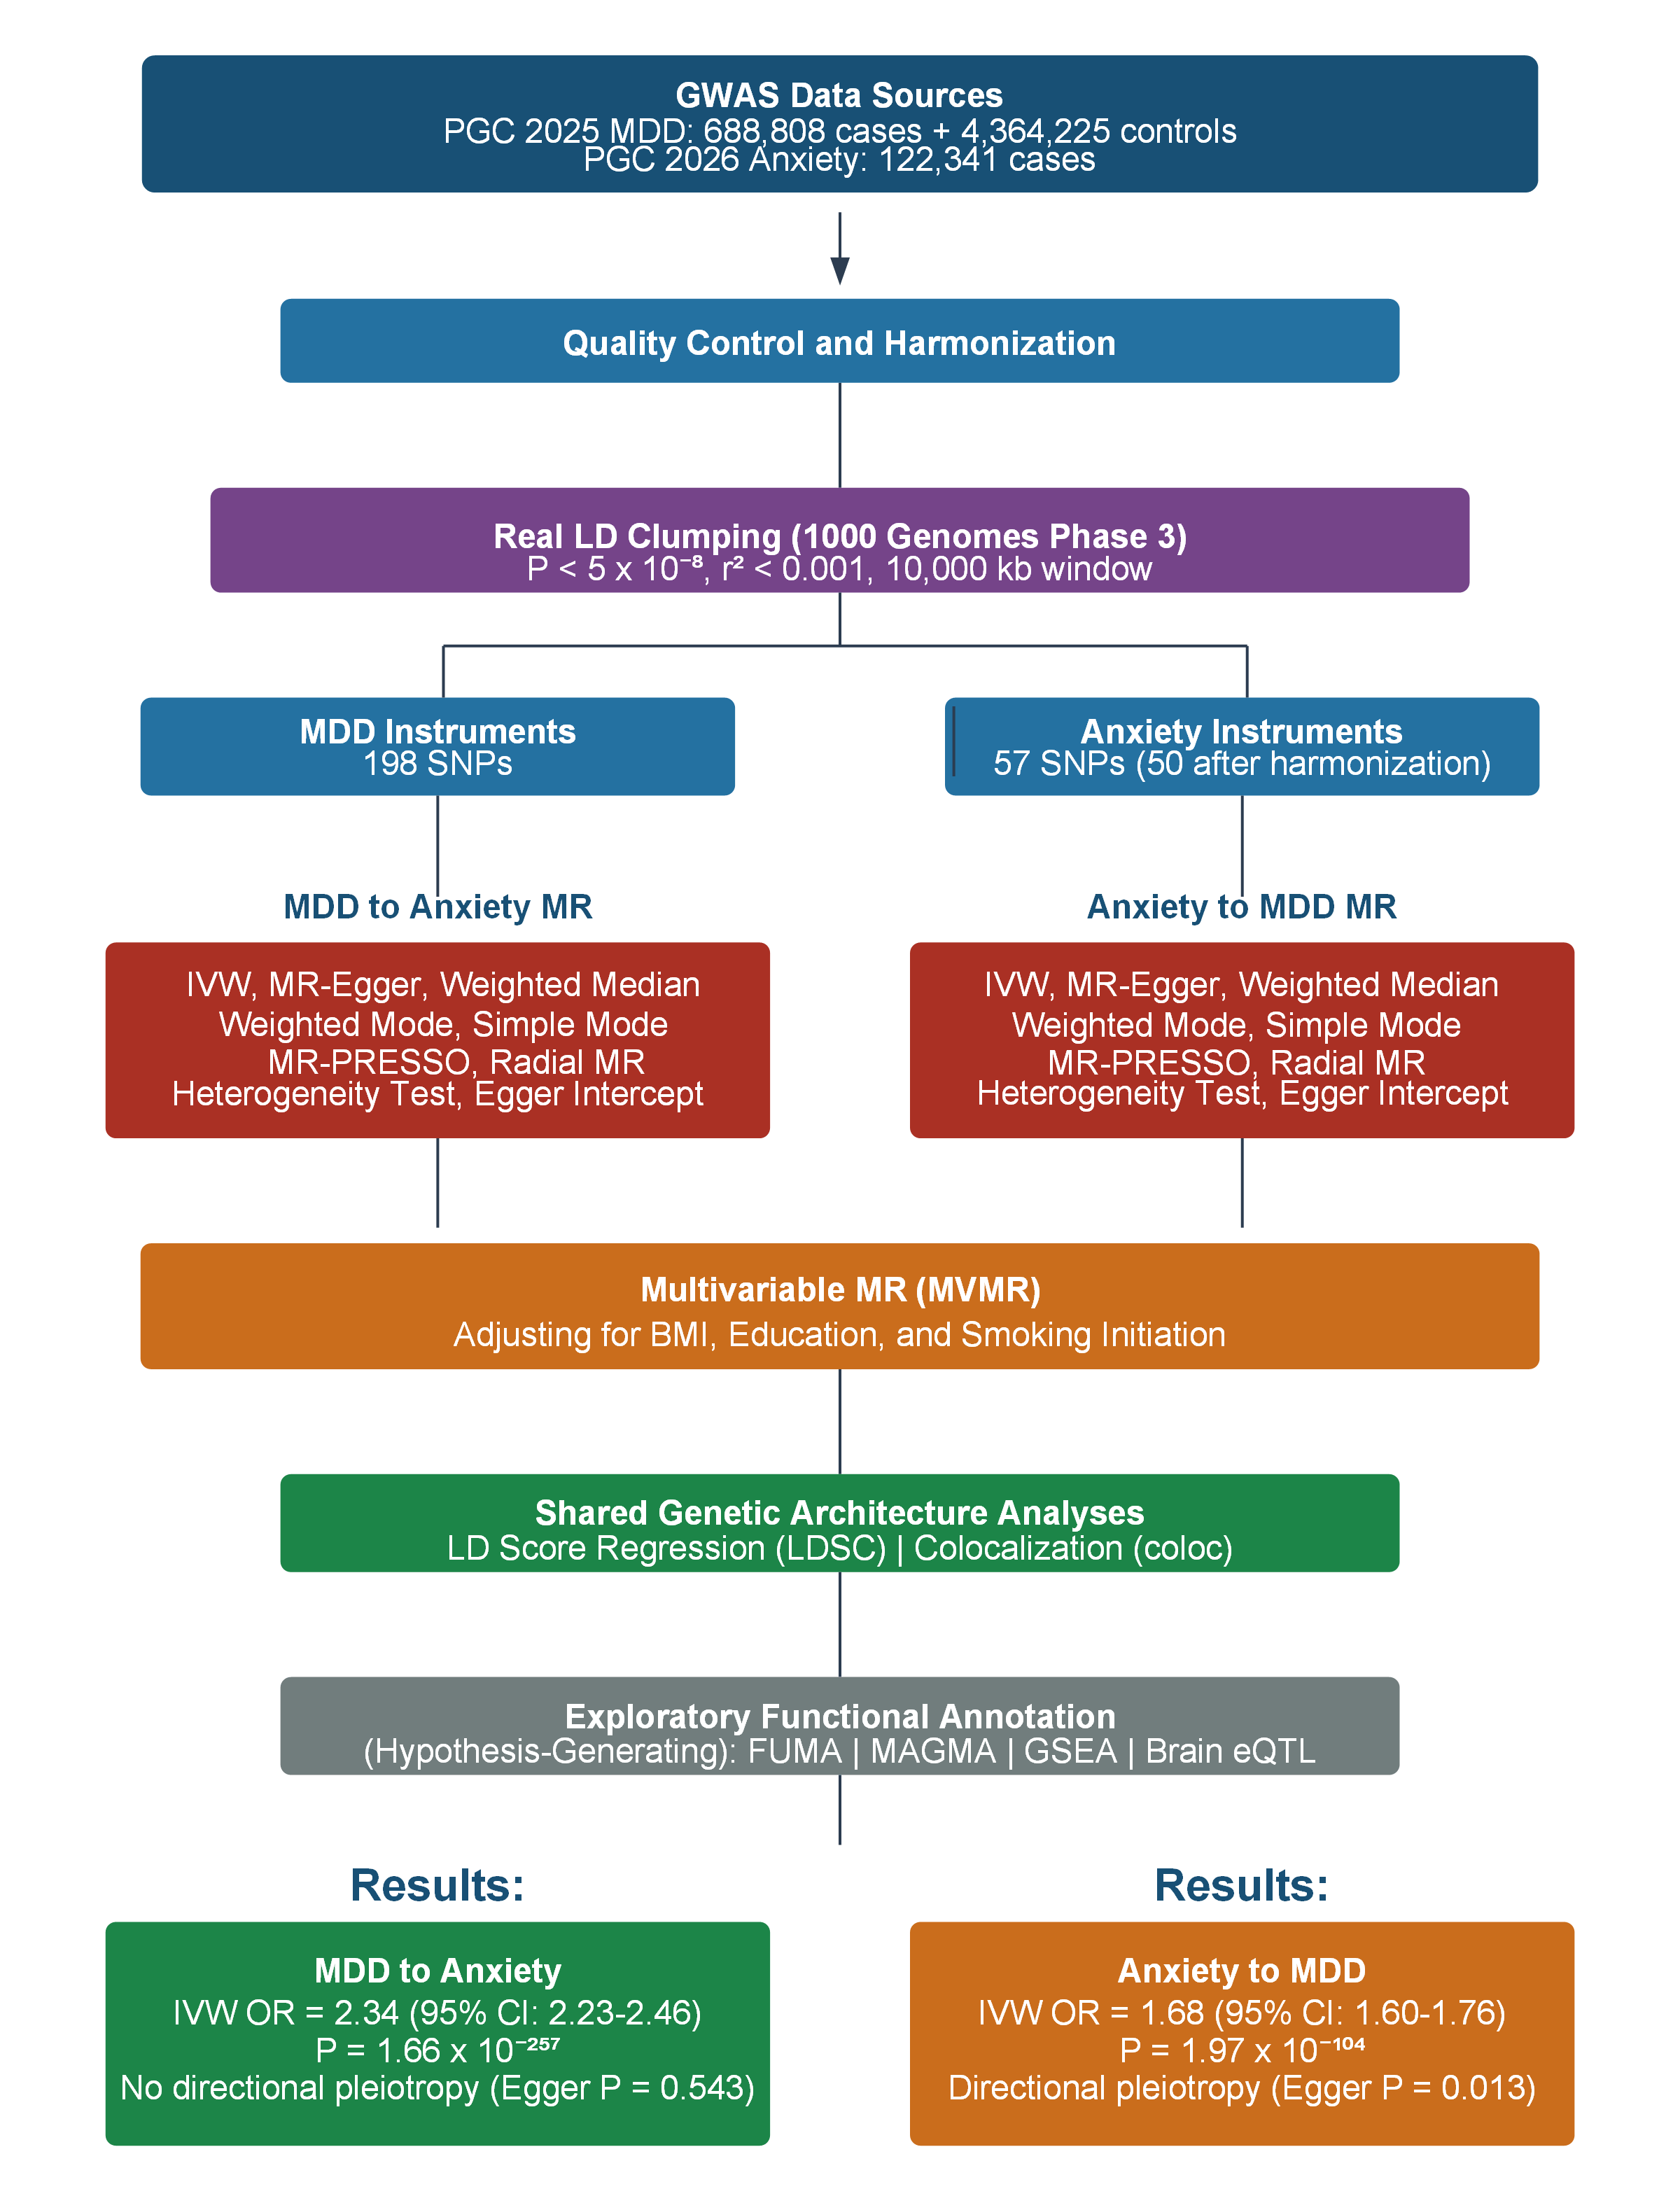 GWAS Data Sources
PGC 2025 MDD: 688,808 cases + 4,364,225 controls
PGC 2026 Anxiety: 122,341 cases
Quality Control and Harmonization
Real LD Clumping (1000 Genomes Phase 3)
P < 5 x 10⁻⁸, r² < 0.001, 10,000 kb window
MDD Instruments
198 SNPs
Anxiety Instruments
57 SNPs (50 after harmonization)
MDD to Anxiety MR
IVW, MR-Egger, Weighted Median
Weighted Mode, Simple Mode
MR-PRESSO, Radial MR
Heterogeneity Test, Egger Intercept
Anxiety to MDD MR
IVW, MR-Egger, Weighted Median
Weighted Mode, Simple Mode
MR-PRESSO, Radial MR
Heterogeneity Test, Egger Intercept
Multivariable MR (MVMR)
Adjusting for BMI, Education, and Smoking Initiation
Shared Genetic Architecture Analyses
LD Score Regression (LDSC) | Colocalization (coloc)
Exploratory Functional Annotation
(Hypothesis-Generating): FUMA | MAGMA | GSEA | Brain eQTL
Results:
MDD to Anxiety
IVW OR = 2.34 (95% CI: 2.23-2.46)
P = 1.66 x 10⁻²⁵⁷
No directional pleiotropy (Egger P = 0.543)
Results:
Anxiety to MDD
IVW OR = 1.68 (95% CI: 1.60-1.76)
P = 1.97 x 10⁻¹⁰⁴
Directional pleiotropy (Egger P = 0.013)